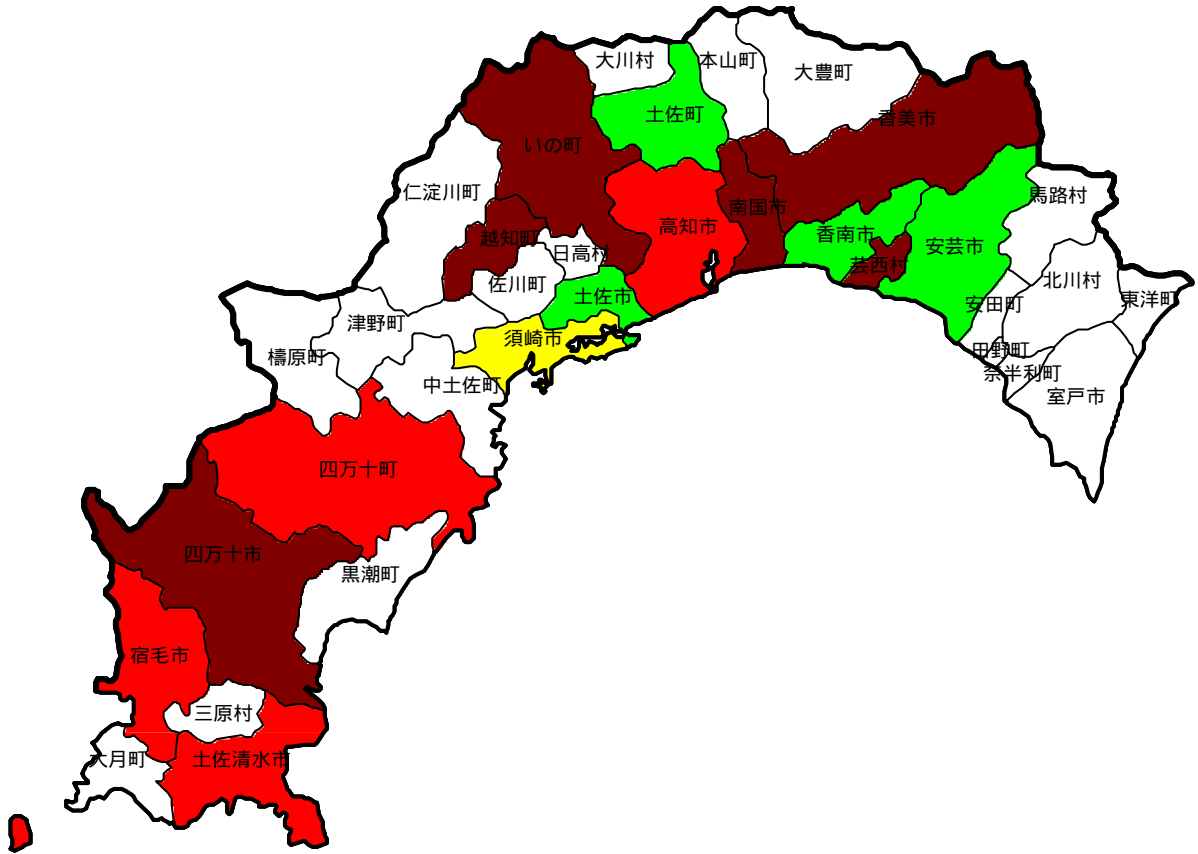 大川村
本山町
大豊町
土佐町
香美市
いの町
仁淀川町
馬路村
南国市
高知市
香南市
越知町
安芸市
日高村
芸西村
北川村
佐川町
土佐市
東洋町
安田町
津野町
須崎市
田野町
檮原町
奈半利町
中土佐町
室戸市
四万十町
四万十市
黒潮町
宿毛市
三原村
大月町
土佐清水市